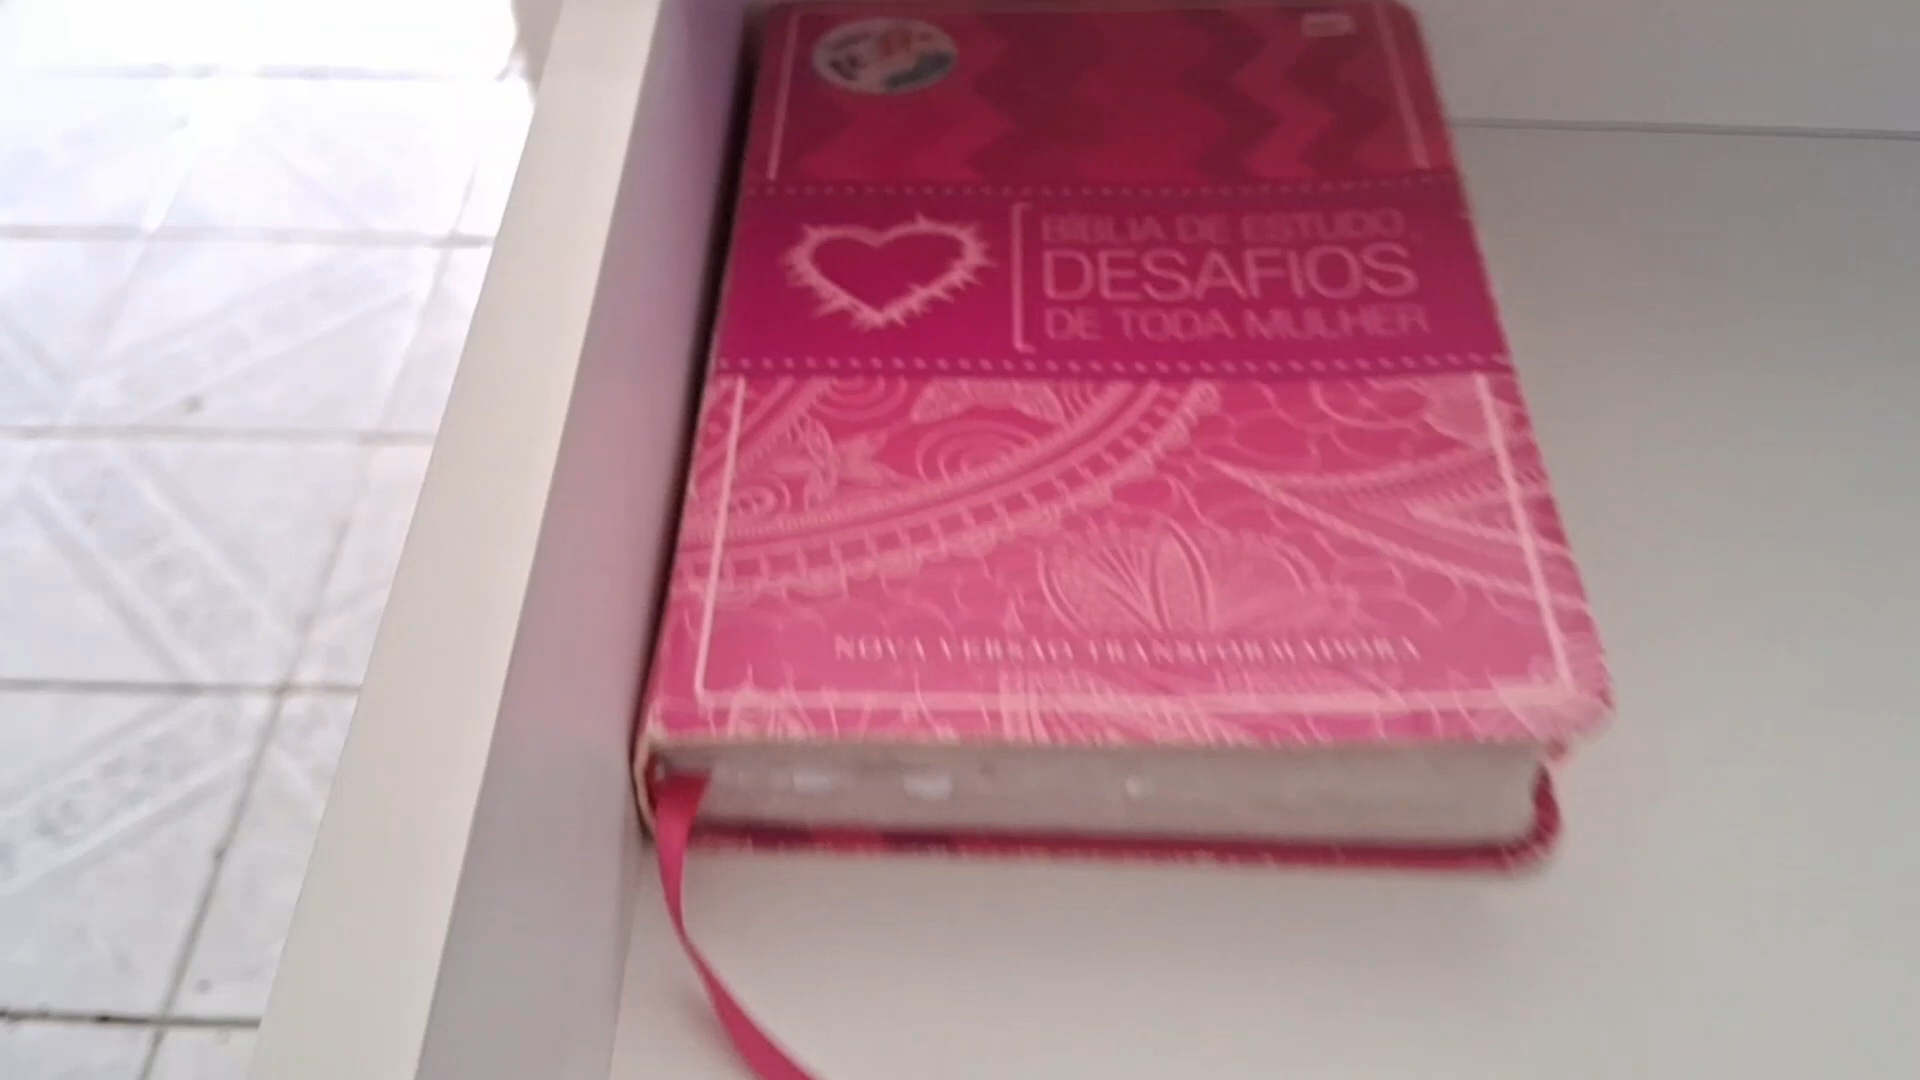 BÍBLIA DE ESTUDO
DESAFIOS
DE TODA MULHER
NOVA VERSÃO TRANSFORMADORA